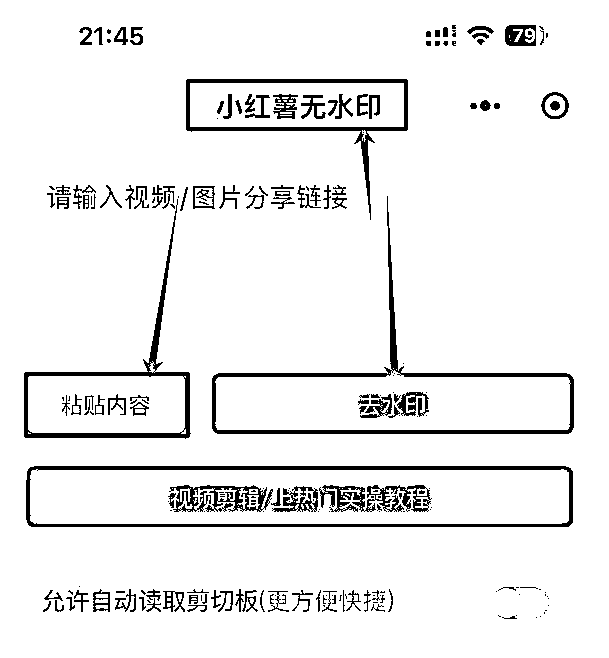 21:45 79
小红薯无水印
请输入视频/图片分享链接
粘贴内容 去水印
视频剪辑/上热门实操教程
允许自动读取剪切板(更方便快捷)